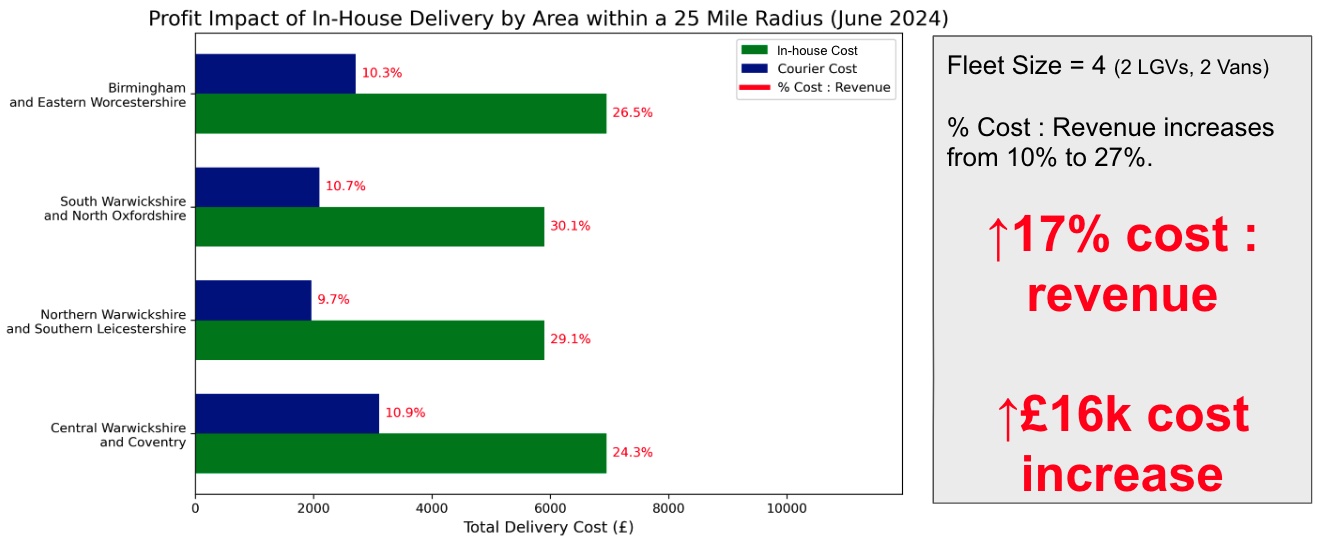 Profit Impact of In-House Delivery by Area within a 25 Mile Radius (June 2024)
In-house Cost
Courier Cost
% Cost : Revenue
Birmingham
and Eastern Worcestershire
10.3%
26.5%
South Warwickshire
and North Oxfordshire
10.7%
30.1%
Northern Warwickshire
and Southern Leicestershire
9.7%
29.1%
Central Warwickshire
and Coventry
10.9%
24.3%
0 2000 4000 6000 8000 10000
Total Delivery Cost (£)
Fleet Size = 4 (2 LGVs, 2 Vans)
% Cost : Revenue increases
from 10% to 27%.
↑17% cost :
revenue
↑£16k cost
increase